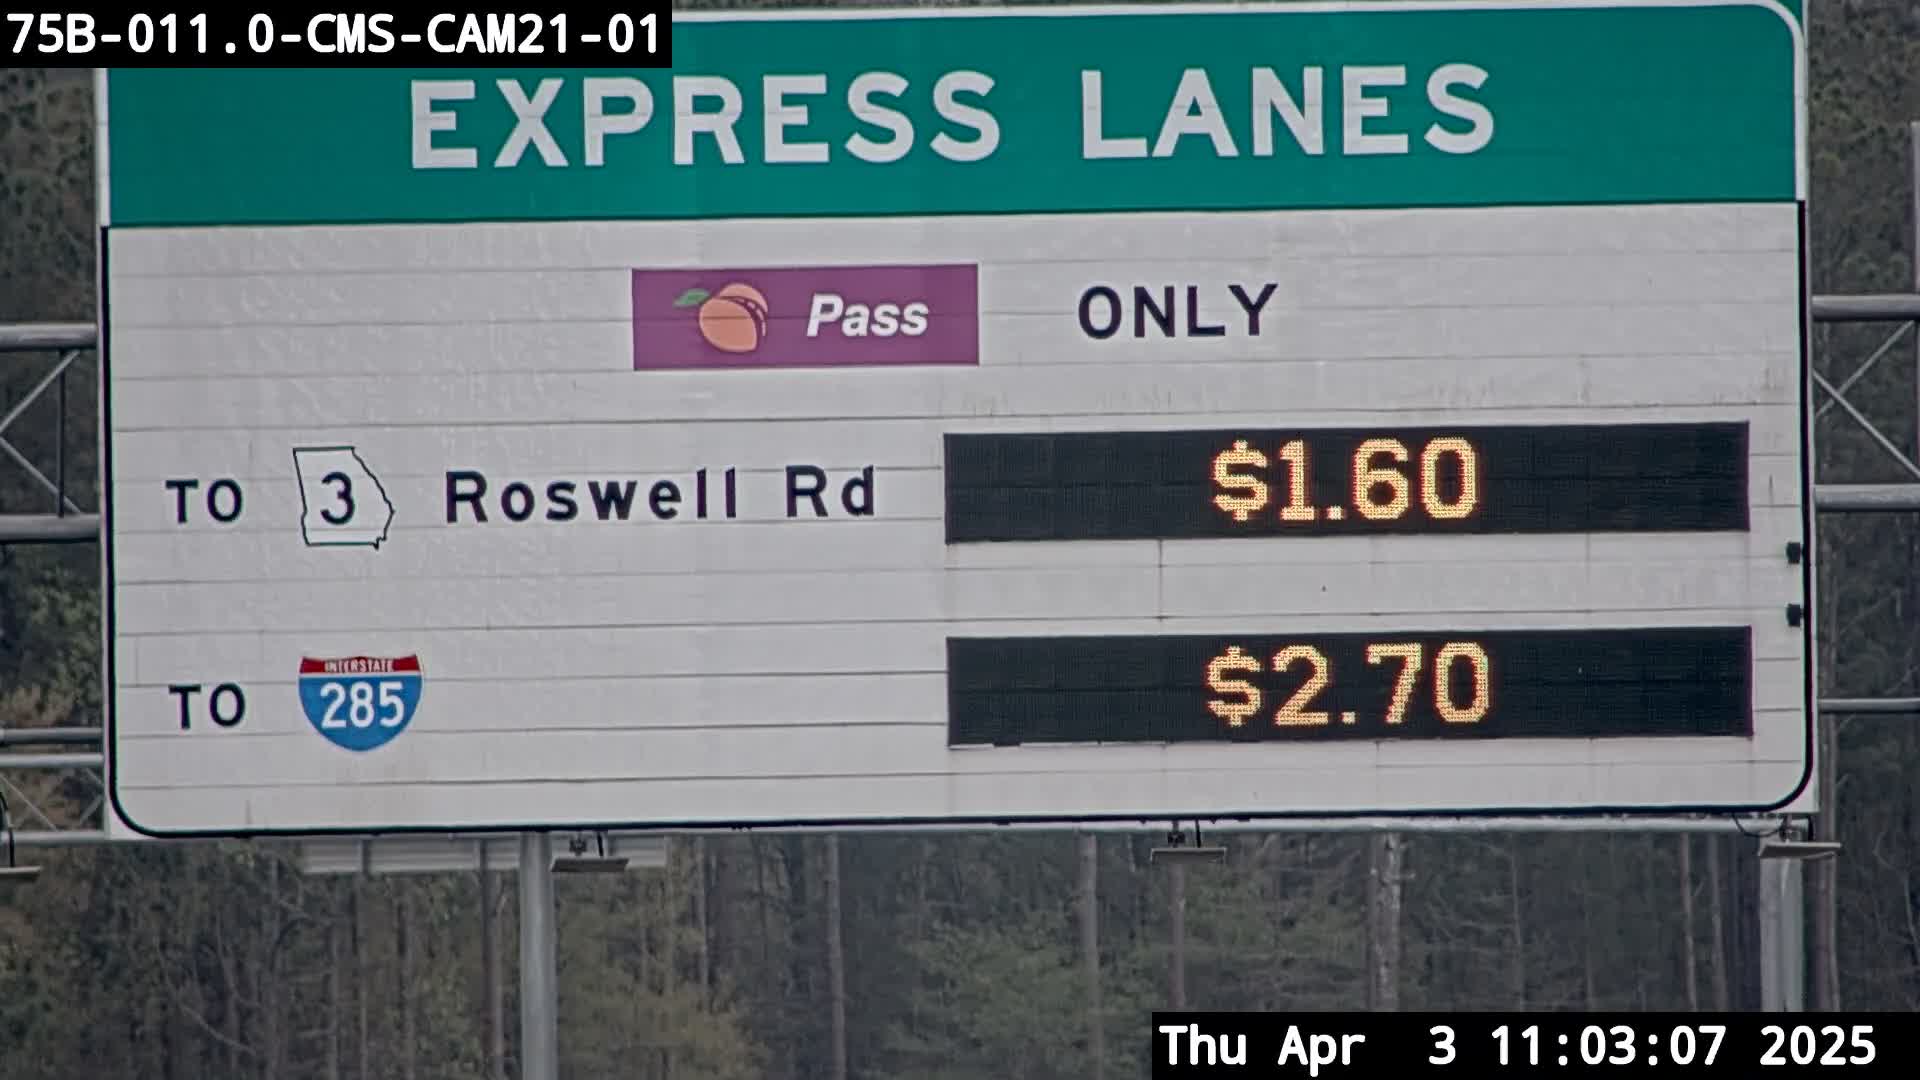 75B-011.0-CMS-CAM21-01
EXPRESS LANES
Pass ONLY
TO 3 Roswell Rd $1.60
TO INTERSTATE 285 $2.70
Thu Apr 3 11:03:07 2025